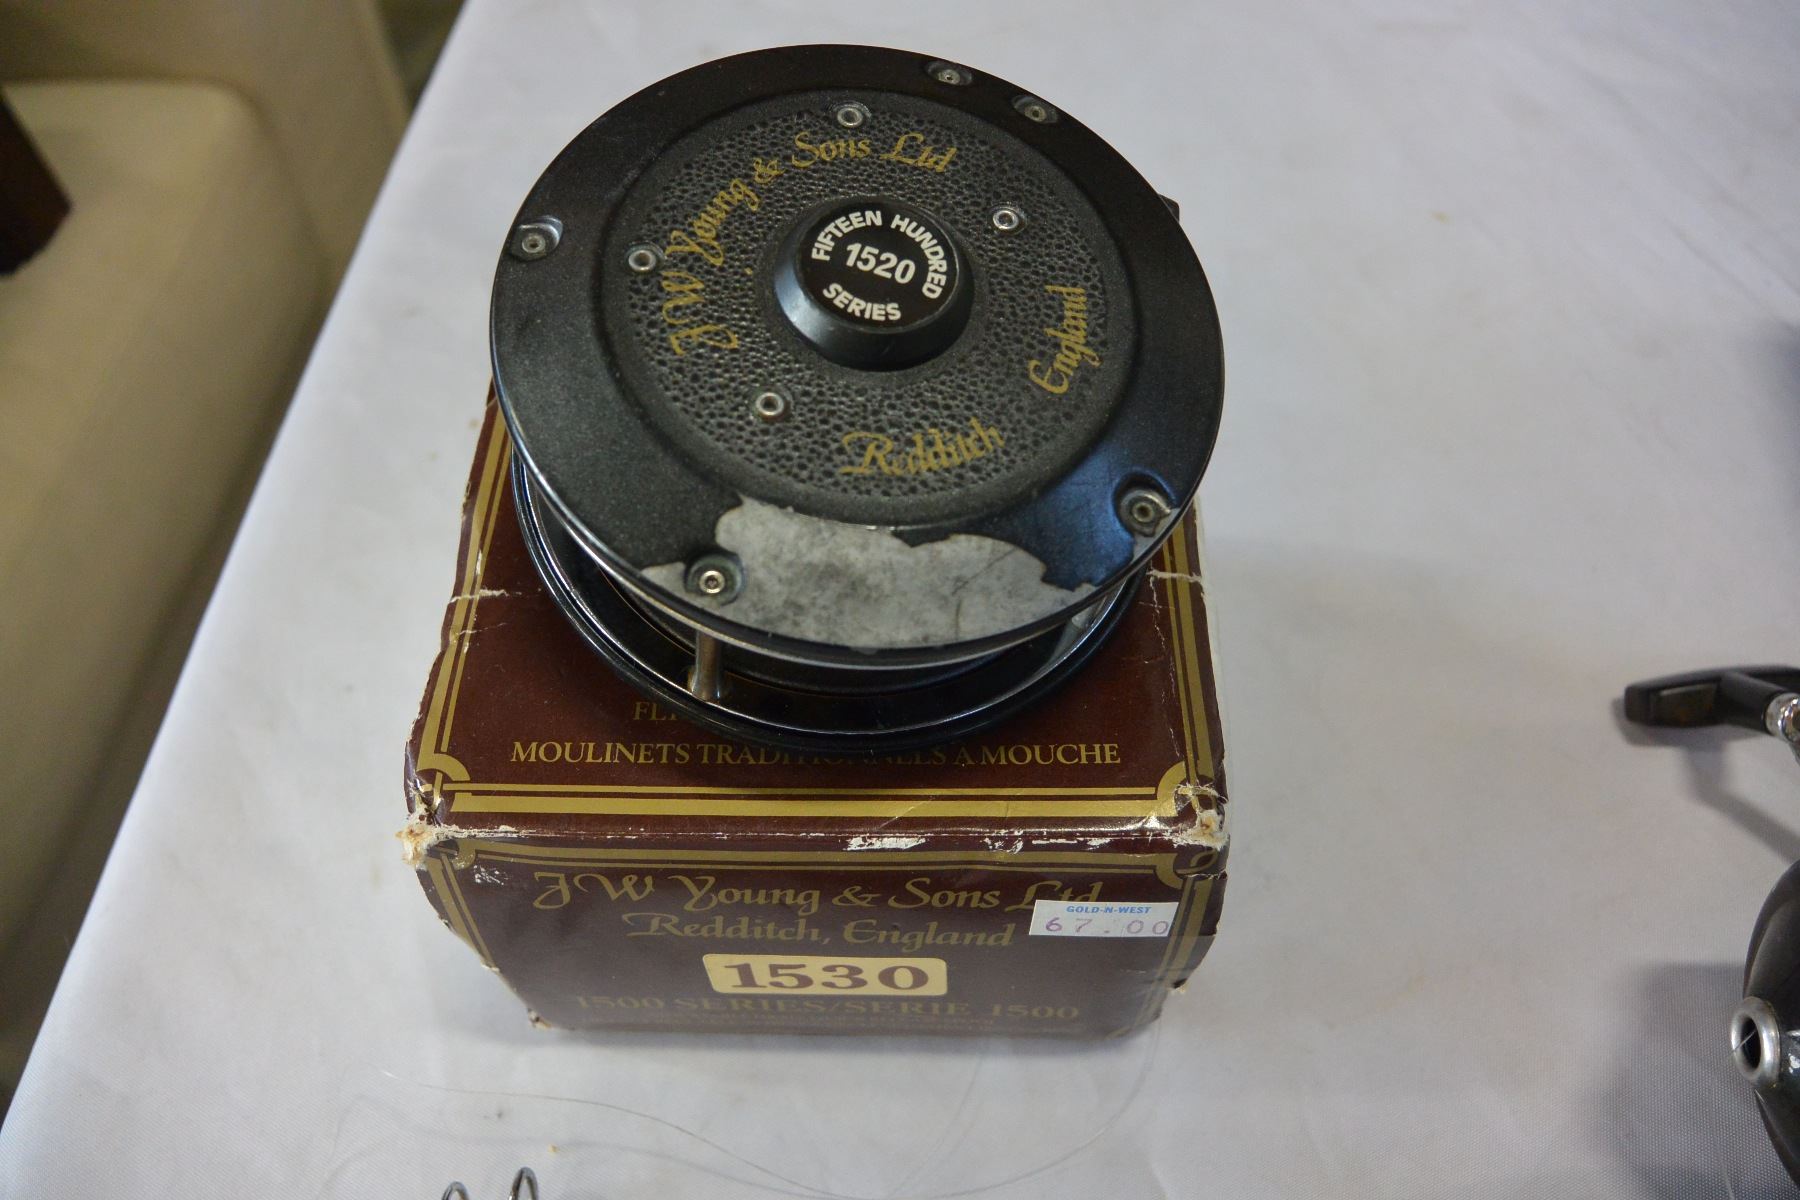 J W Young & Sons Ltd
Redditch England
FIFTEEN HUNDRED
1520
SERIES
MOULINETS TRADITIONNELS A MOUCHE
J W Young & Sons Ltd
Redditch, England
GOLD-N-WEST
67.00
1530
1500 SERIES/SERIE 1500